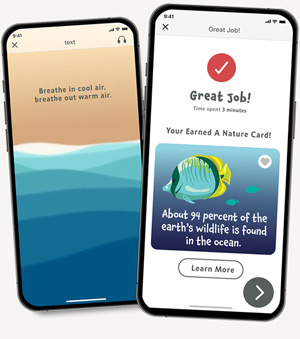 9:41
text
Breathe in cool air,
breathe out warm air.
9:41
Great Job!
Great Job!
Time spent 3 minutes
Your Earned A Nature Card!
About 94 percent of the
earth's wildlife is found
in the ocean.
Learn More